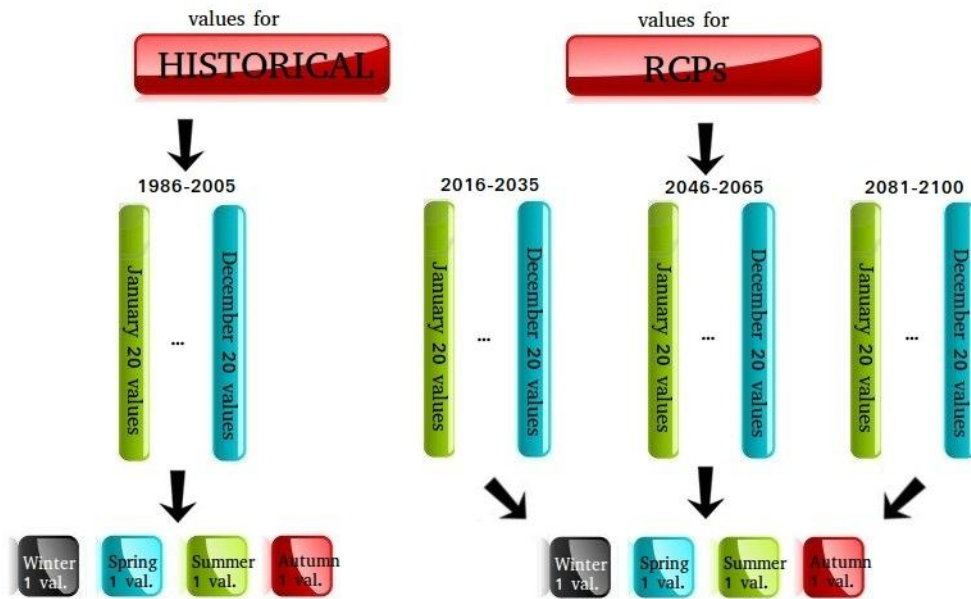 values for
HISTORICAL
1986-2005
January 20 values
...
December 20 values
Winter
1 val.
Spring
1 val.
Summer
1 val.
Autumn
1 val.
values for
RCPs
2016-2035
January 20 values
...
December 20 values
2046-2065
January 20 values
...
December 20 values
2081-2100
January 20 values
...
December 20 values
Winter
1 val.
Spring
1 val.
Summer
1 val.
Autumn
1 val.